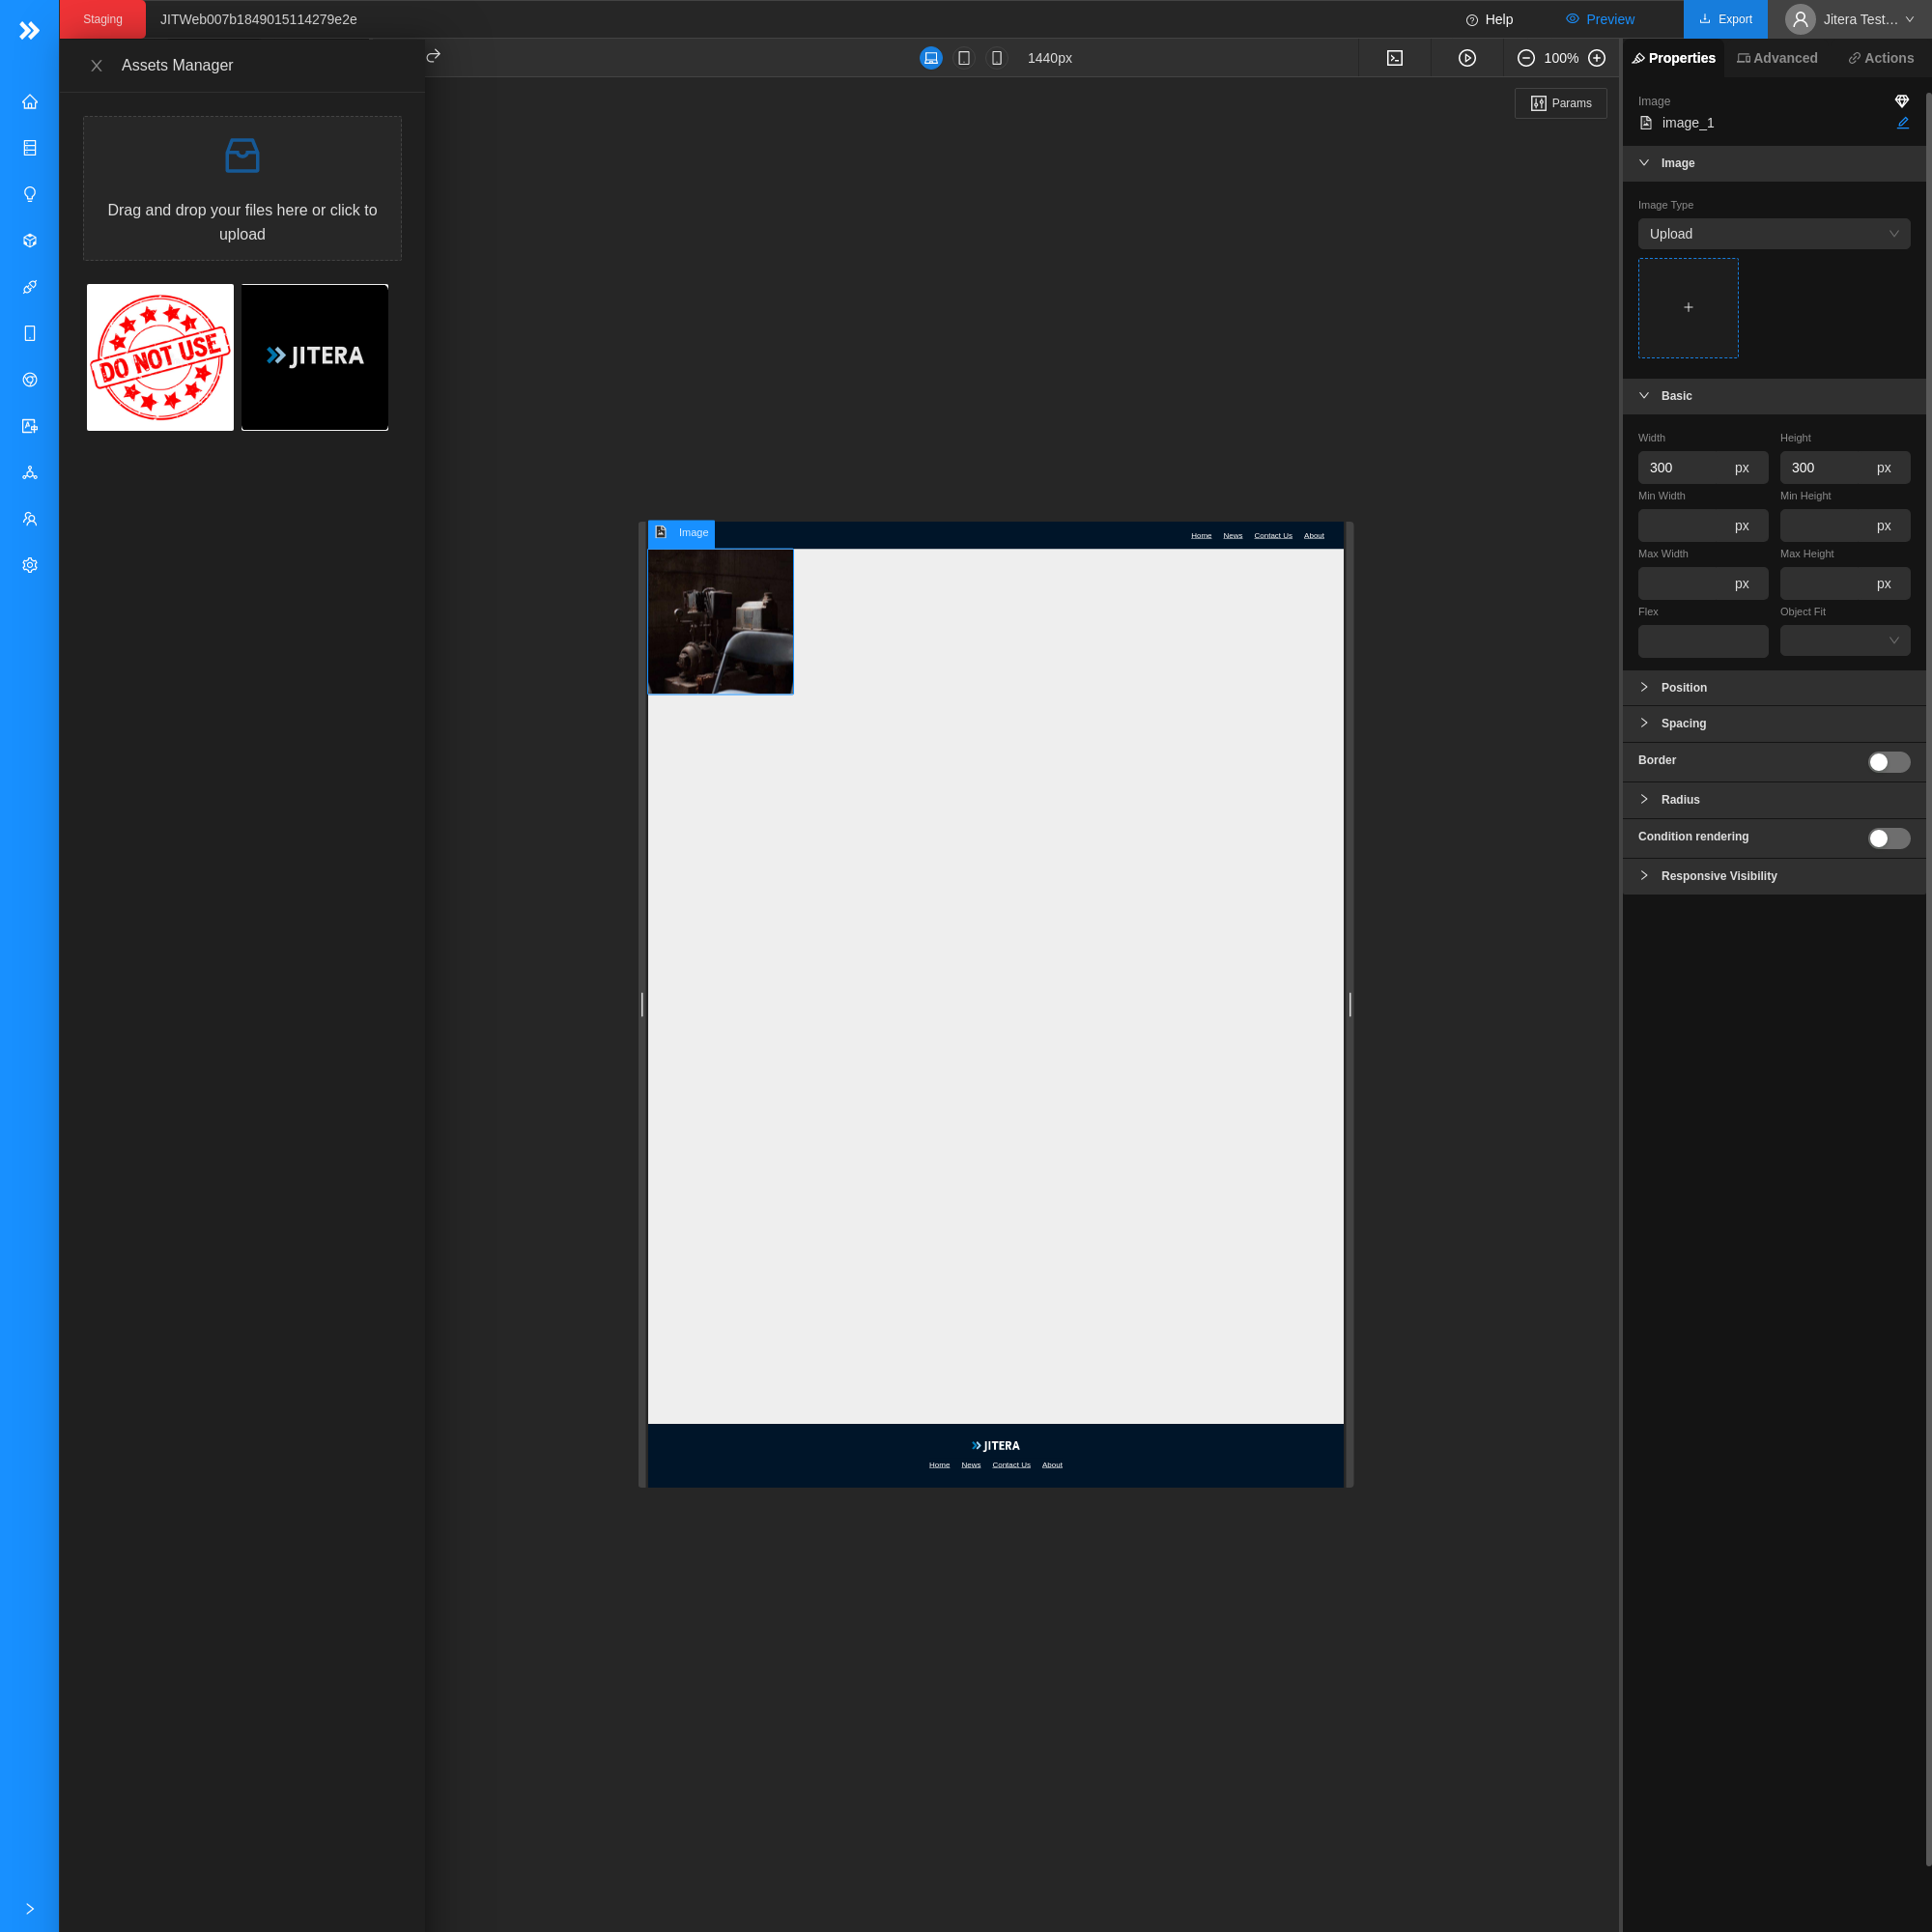 Staging
JITWeb007b1849015114279e2e
Help
Preview
Export
Jitera Test...
Assets Manager
1440px
100%
Properties
Advanced
Actions
Params
Drag and drop your files here or click to
upload
DO NOT USE
JITERA
Image
image_1
Image
Image Type
Upload
Basic
Width
Height
300 px
300 px
Min Width
Min Height
px
px
Max Width
Max Height
px
px
Flex
Object Fit
Position
Spacing
Border
Radius
Condition rendering
Responsive Visibility
Image
Home News Contact Us About
JITERA
Home News Contact Us About